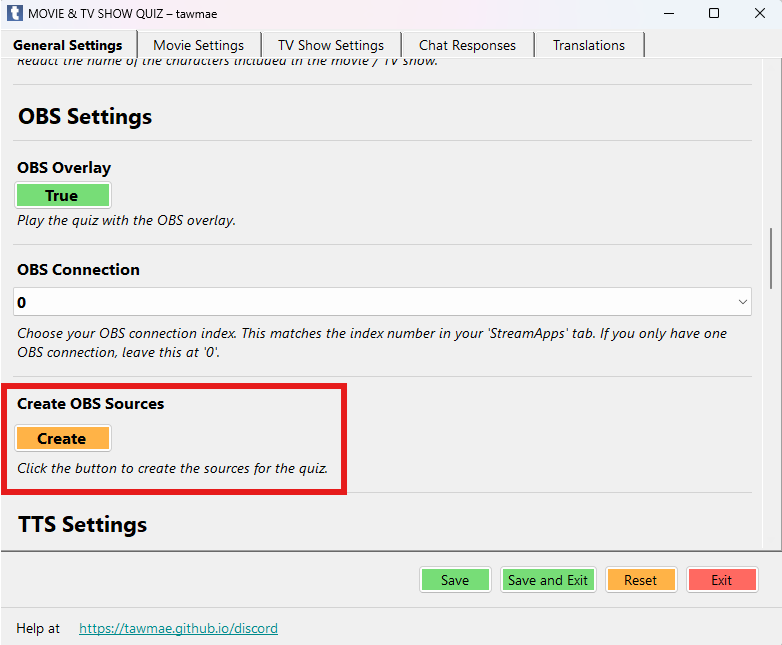 MOVIE & TV SHOW QUIZ – tawmae
General Settings
Movie Settings
TV Show Settings
Chat Responses
Translations
Redact the name of the characters included in the movie / TV show.
OBS Settings
OBS Overlay
True
Play the quiz with the OBS overlay.
OBS Connection
0
Choose your OBS connection index. This matches the index number in your 'StreamApps' tab. If you only have one
OBS connection, leave this at '0'.
Create OBS Sources
Create
Click the button to create the sources for the quiz.
TTS Settings
Save
Save and Exit
Reset
Exit
Help at
https://tawmae.github.io/discord